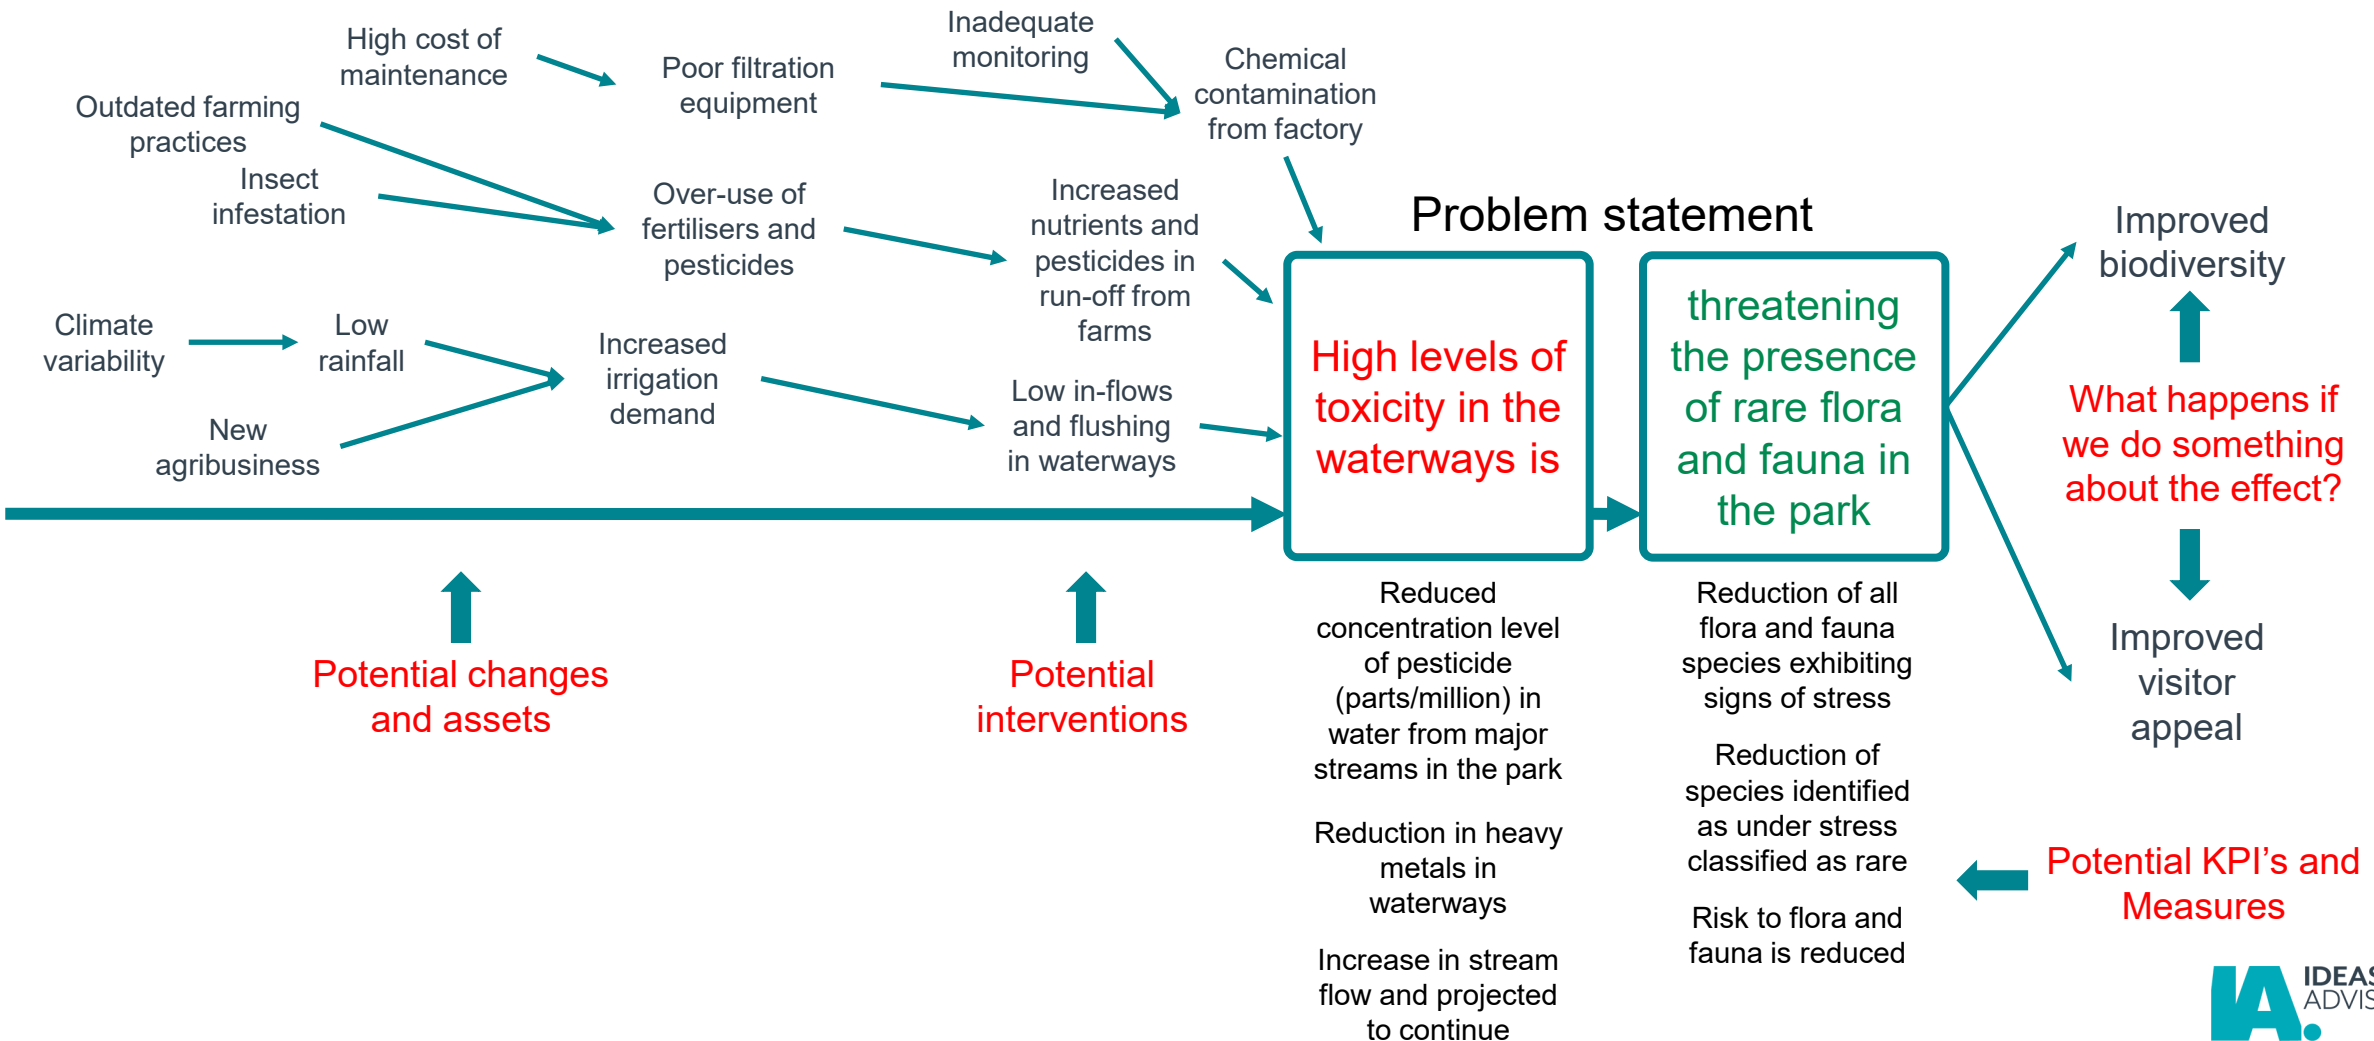 High cost of
maintenance
Poor filtration
equipment
Inadequate
monitoring
Chemical
contamination
from factory
Outdated farming
practices
Insect
infestation
Over-use of
fertilisers and
pesticides
Increased
nutrients and
pesticides in
run-off from
farms
Climate
variability
Low
rainfall
New
agribusiness
Increased
irrigation
demand
Low in-flows
and flushing
in waterways
Problem statement
High levels of
toxicity in the
waterways is
threatening
the presence
of rare flora
and fauna in
the park
Improved
biodiversity
What happens if
we do something
about the effect?
Improved
visitor
appeal
Potential changes
and assets
Potential
interventions
Reduced
concentration level
of pesticide
(parts/million) in
water from major
streams in the park
Reduction in heavy
metals in
waterways
Increase in stream
flow and projected
to continue
Reduction of all
flora and fauna
species exhibiting
signs of stress
Reduction of
species identified
as under stress
classified as rare
Risk to flora and
fauna is reduced
Potential KPI's and
Measures
IA.